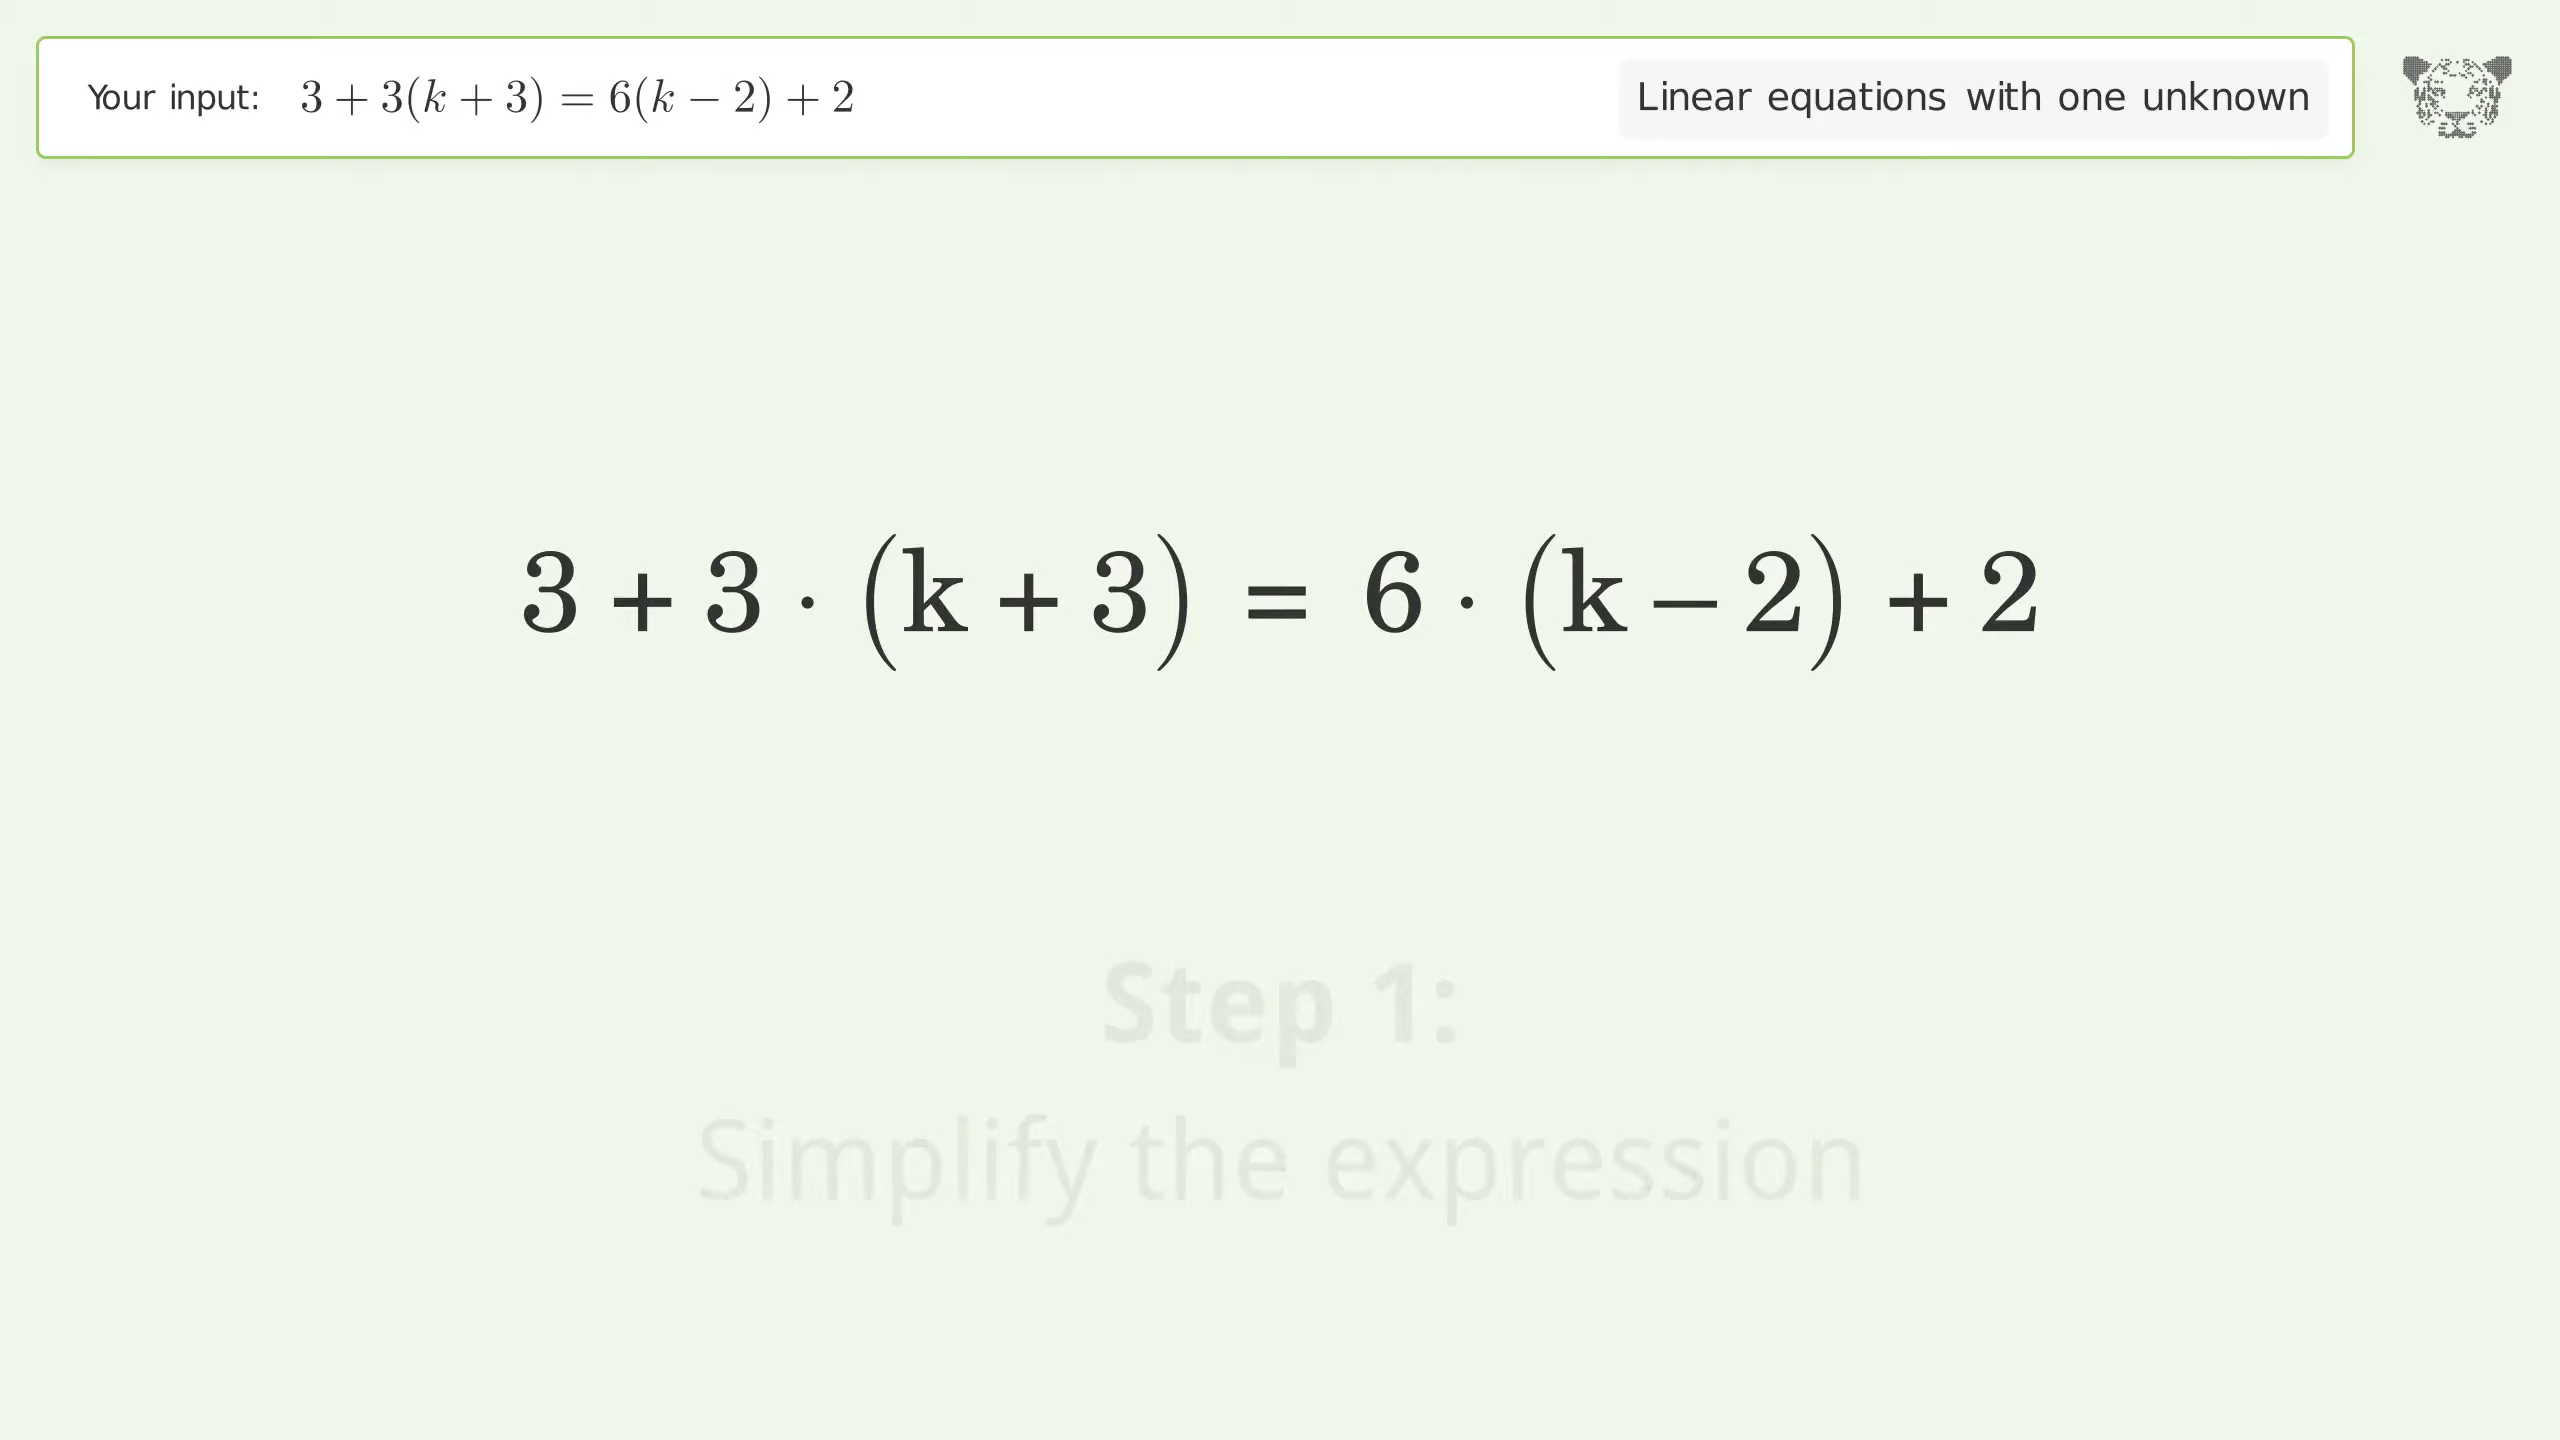 Your input: 3 + 3(k + 3) = 6(k − 2) + 2 Linear equations with one unknown
3 + 3 · (k + 3) = 6 · (k − 2) + 2
Step 1:
Simplify the expression